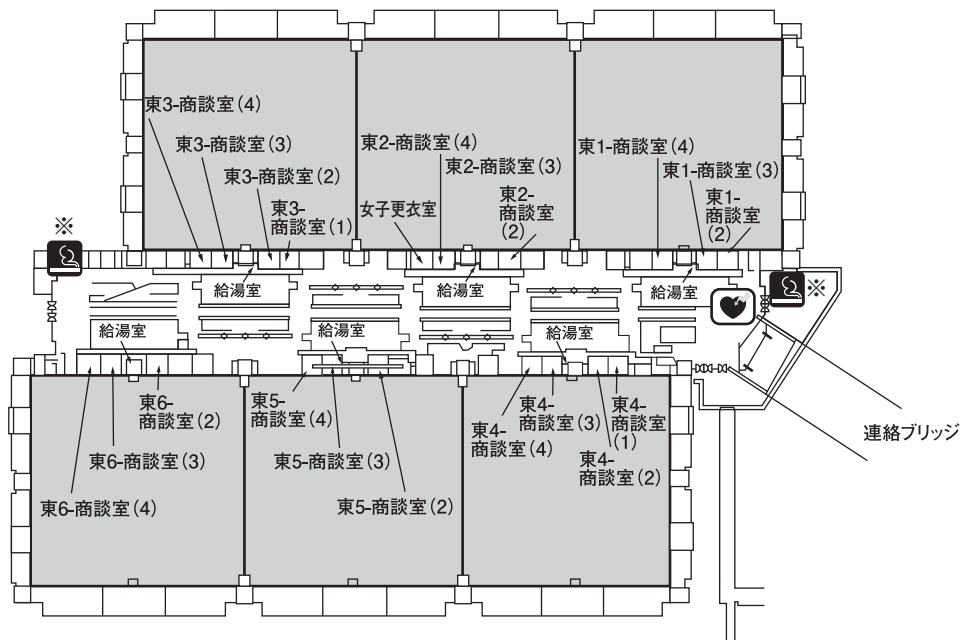 東3-商談室(4)
東3-商談室(3)
東3-商談室(2)
東3-
商談室(1)
東2-商談室(4)
東2-商談室(3)
東2-
商談室
(2)
女子更衣室
東1-商談室(4)
東1-商談室(3)
東1-
商談室
(2)
※
※
給湯室
給湯室
給湯室
給湯室
給湯室
給湯室
東6-
商談室(2)
東6-商談室(3)
東6-商談室(4)
東5-
商談室(4)
東5-商談室(3)
東5-商談室(2)
東4-
商談室(4)
東4-
商談室(3)
東4-
商談室
(1)
東4-
商談室(2)
連絡ブリッジ